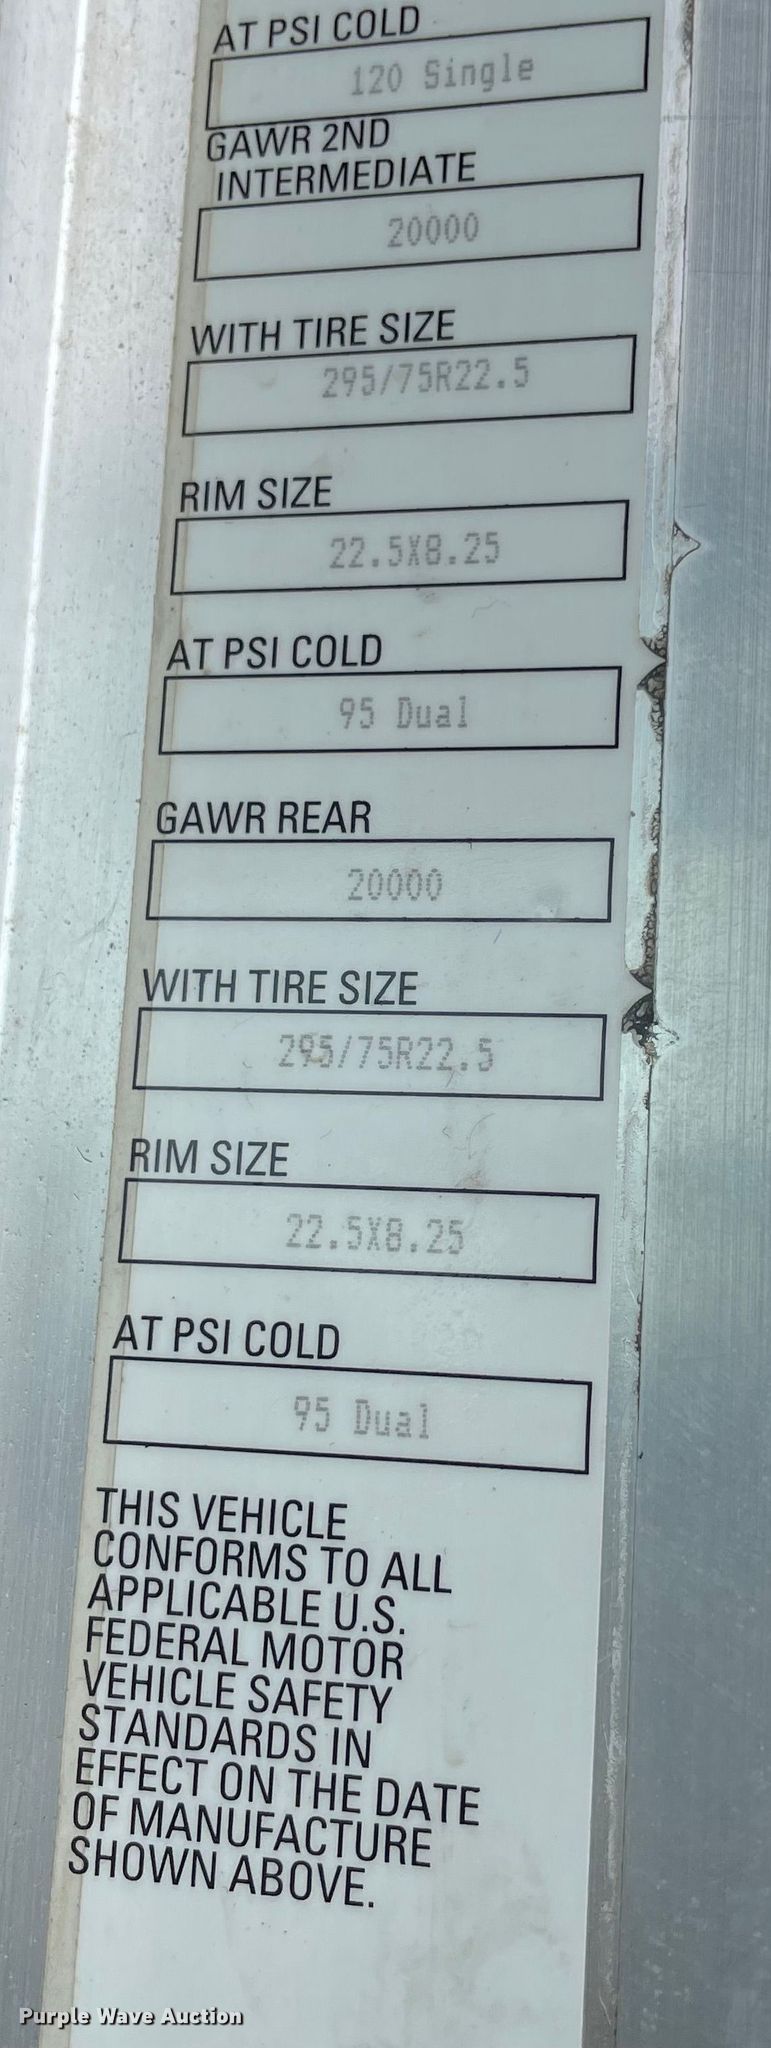 AT PSI COLD
120 Single
GAWR 2ND
INTERMEDIATE
20000
WITH TIRE SIZE
295/75R22.5
RIM SIZE
22.5X8.25
AT PSI COLD
95 Dual
GAWR REAR
20000
WITH TIRE SIZE
295/75R22.5
RIM SIZE
22.5X8.25
AT PSI COLD
95 Dual
THIS VEHICLE
CONFORMS TO ALL
APPLICABLE U.S.
FEDERAL MOTOR
VEHICLE SAFETY
STANDARDS IN
EFFECT ON THE DATE
OF MANUFACTURE
SHOWN ABOVE.
Purple Wave Auction